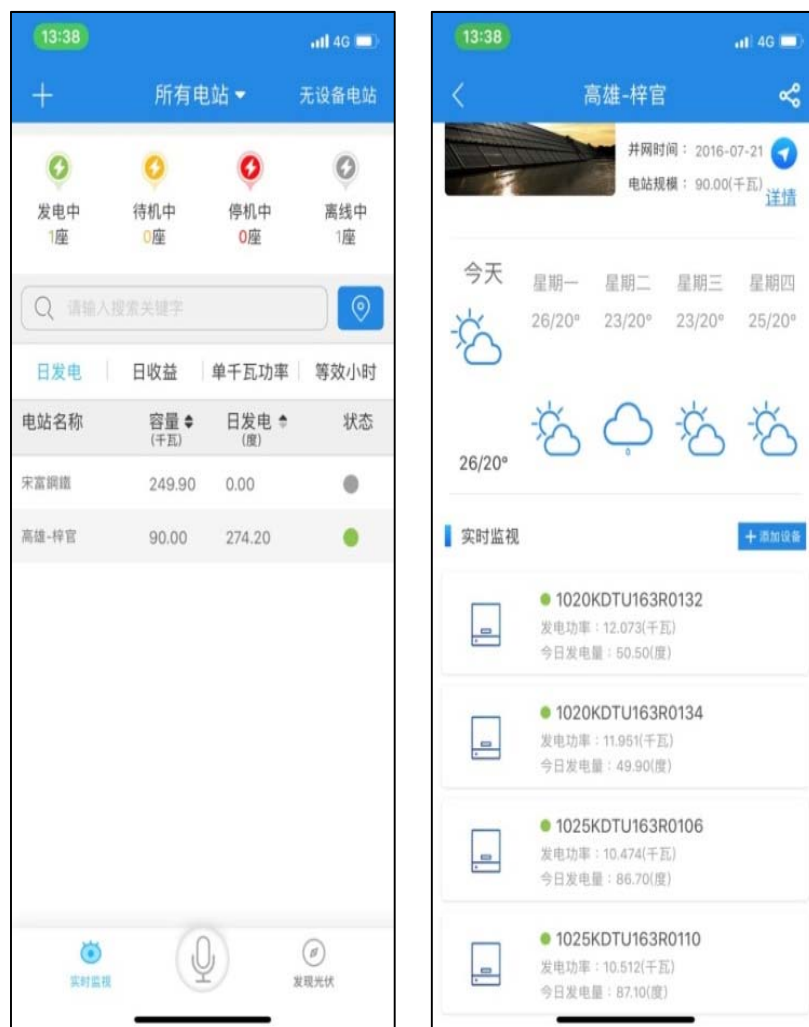 13:38
4G
所有电站
无设备电站
发电中
待机中
停机中
离线中
1座
0座
0座
1座
请输入搜索关键字
日发电
日收益
单千瓦功率
等效小时
电站名称
容量
(千瓦)
日发电
(度)
状态
宋富鋼鐵
249.90
0.00
高雄-梓官
90.00
274.20
实时监视
发现光伏
13:38
4G
高雄-梓官
并网时间：2016-07-21
电站规模：90.00(千瓦)
详情
今天
星期一
星期二
星期三
星期四
26/20°
23/20°
23/20°
25/20°
26/20°
实时监视
+添加设备
1020KDTU163R0132
发电功率：12.073(千瓦)
今日发电量：50.50(度)
1020KDTU163R0134
发电功率：11.951(千瓦)
今日发电量：49.90(度)
1025KDTU163R0106
发电功率：10.474(千瓦)
今日发电量：86.70(度)
1025KDTU163R0110
发电功率：10.512(千瓦)
今日发电量：87.10(度)